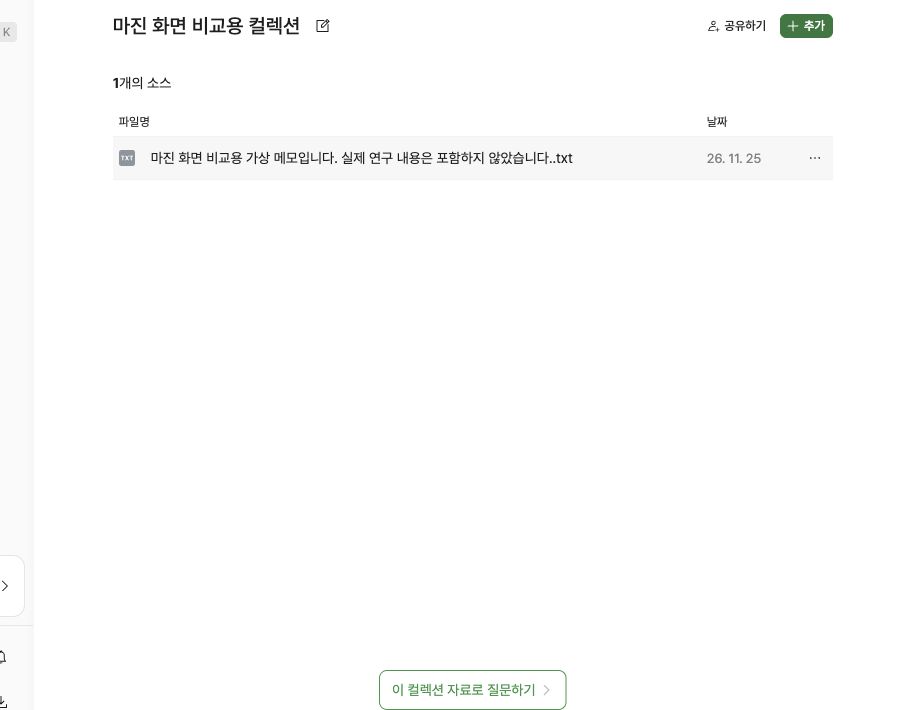 K
마진 화면 비교용 컬렉션
공유하기
추가
1개의 소스
파일명 날짜
TXT 마진 화면 비교용 가상 메모입니다. 실제 연구 내용은 포함하지 않았습니다..txt 26. 11. 25
이 컬렉션 자료로 질문하기